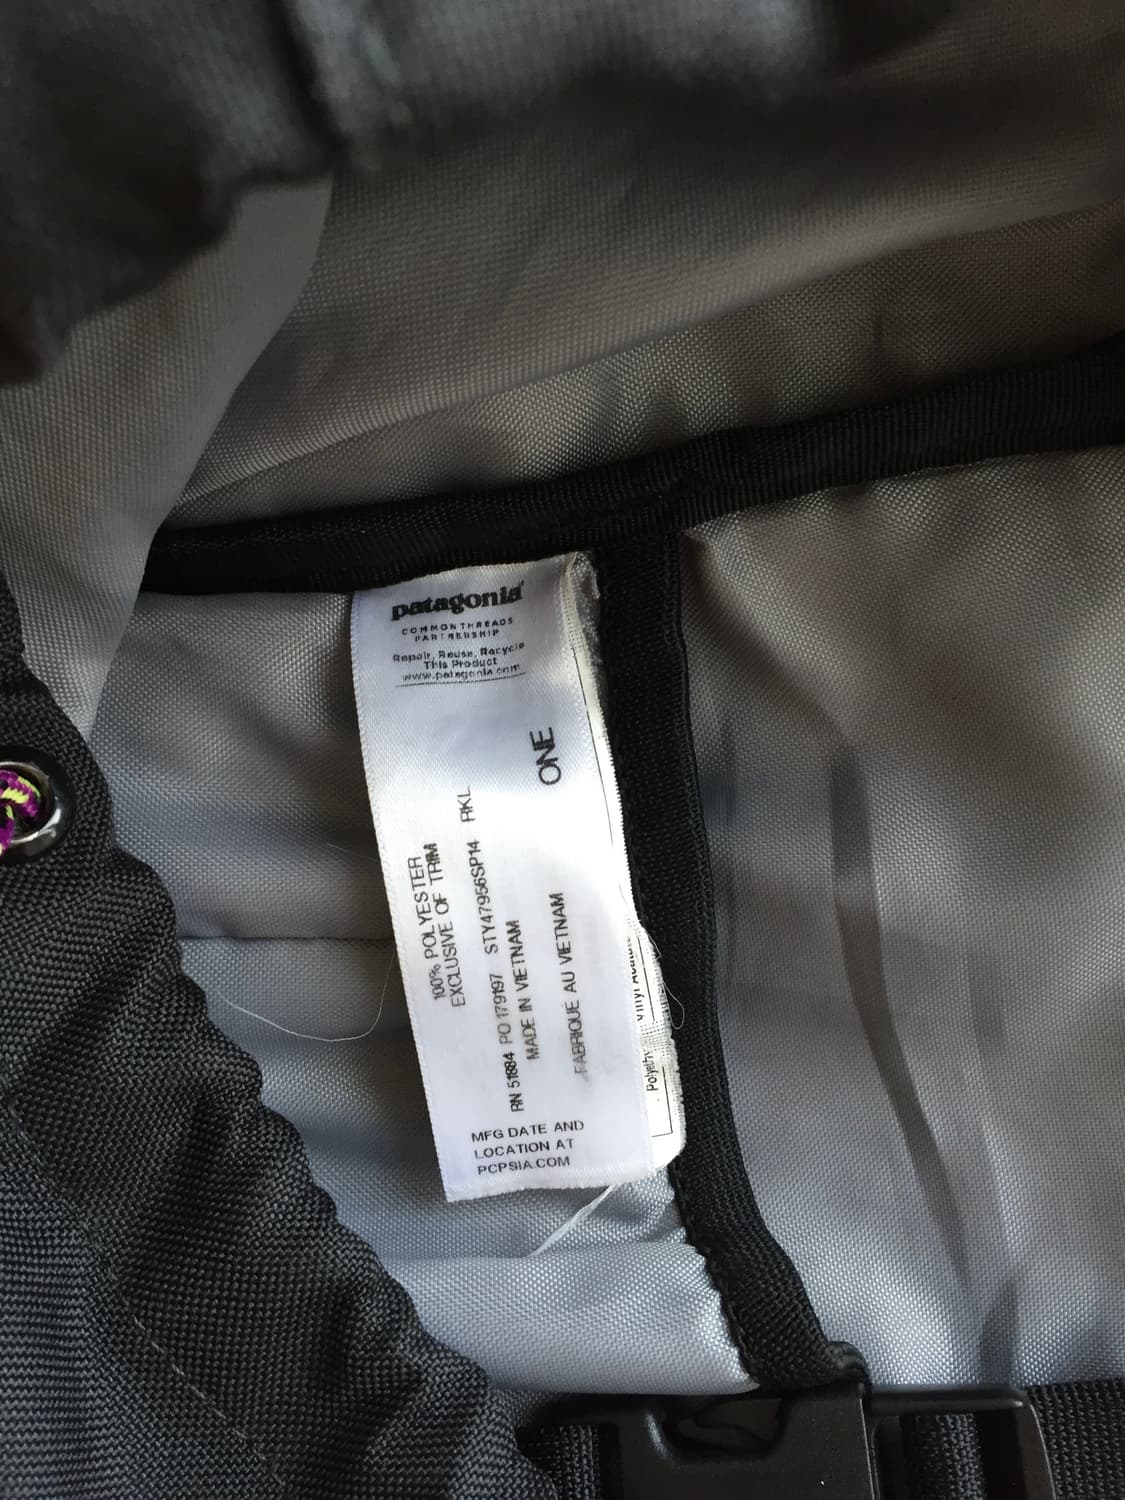 patagonia
COMMON THREADS
PARTNERSHIP
Repair, Reuse, Recycle
This Product
www.patagonia.com
ONE
100% POLYESTER
EXCLUSIVE OF TRIM
RKL
RN 51884 PO 179197 STY47956SP14
MADE IN VIETNAM
FABRIQUE AU VIETNAM
MFG DATE AND
LOCATION AT
PCPSIA.COM
Vinyl